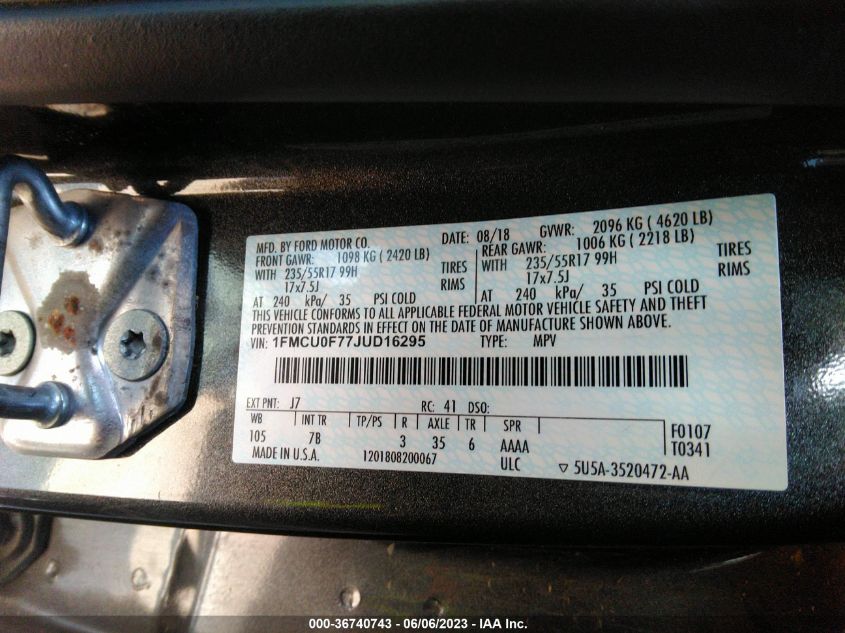 MFD. BY FORD MOTOR CO. DATE: 08/18 GVWR: 2096 KG ( 4620 LB)
FRONT GAWR: 1098 KG ( 2420 LB) REAR GAWR: 1006 KG ( 2218 LB)
WITH 235/55R17 99H TIRES WITH 235/55R17 99H TIRES
17x7.5J RIMS 17x7.5J RIMS
AT 240 kPa/ 35 PSI COLD AT 240 kPa/ 35 PSI COLD
THIS VEHICLE CONFORMS TO ALL APPLICABLE FEDERAL MOTOR VEHICLE SAFETY AND THEFT
PREVENTION STANDARDS IN EFFECT ON THE DATE OF MANUFACTURE SHOWN ABOVE.
VIN: 1FMCU0F77JUD16295 TYPE: MPV
EXT PNT: J7 RC: 41 DSO:
WB INT TR TP/PS R AXLE TR SPR F0107
105 7B 3 35 6 AAAA T0341
MADE IN U.S.A. 1201808200067 ULC ▽ 5U5A-3520472-AA
000-36740743 - 06/06/2023 - IAA Inc.